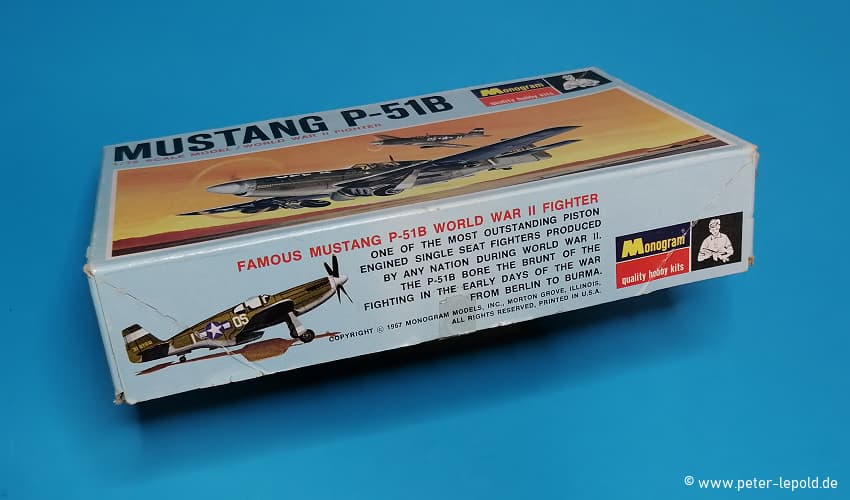 MUSTANG P-51B
1/72 SCALE MODEL / WORLD WAR II FIGHTER
Monogram
quality hobby kits
FAMOUS MUSTANG P-51B WORLD WAR II FIGHTER
ONE OF THE MOST OUTSTANDING PISTON
ENGINED SINGLE SEAT FIGHTERS PRODUCED
BY ANY NATION DURING WORLD WAR II.
THE P-51B BORE THE BRUNT OF THE
FIGHTING IN THE EARLY DAYS OF THE WAR
FROM BERLIN TO BURMA.
COPYRIGHT © 1967 MONOGRAM MODELS, INC., MORTON GROVE, ILLINOIS.
ALL RIGHTS RESERVED. PRINTED IN U.S.A.
Monogram
quality hobby kits
05
© www.peter-lepold.de